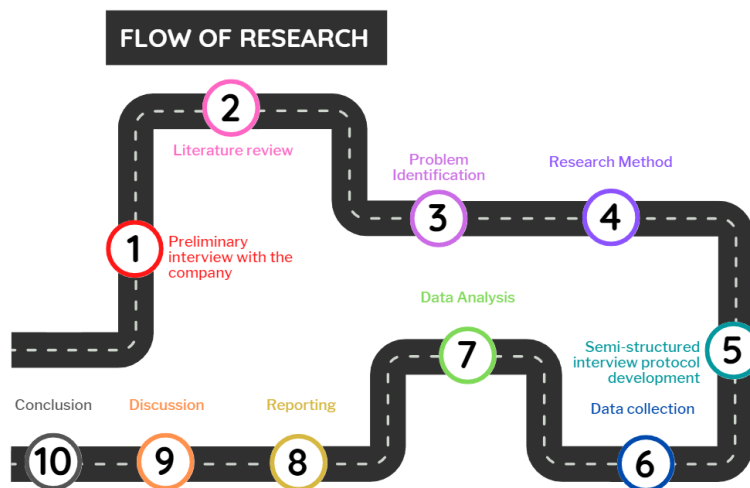 FLOW OF RESEARCH
1
Preliminary
interview with the
company
2
Literature review
3
Problem
Identification
4
Research Method
5
Semi-structured
interview protocol
development
6
Data collection
7
Data Analysis
8
Reporting
9
Discussion
10
Conclusion